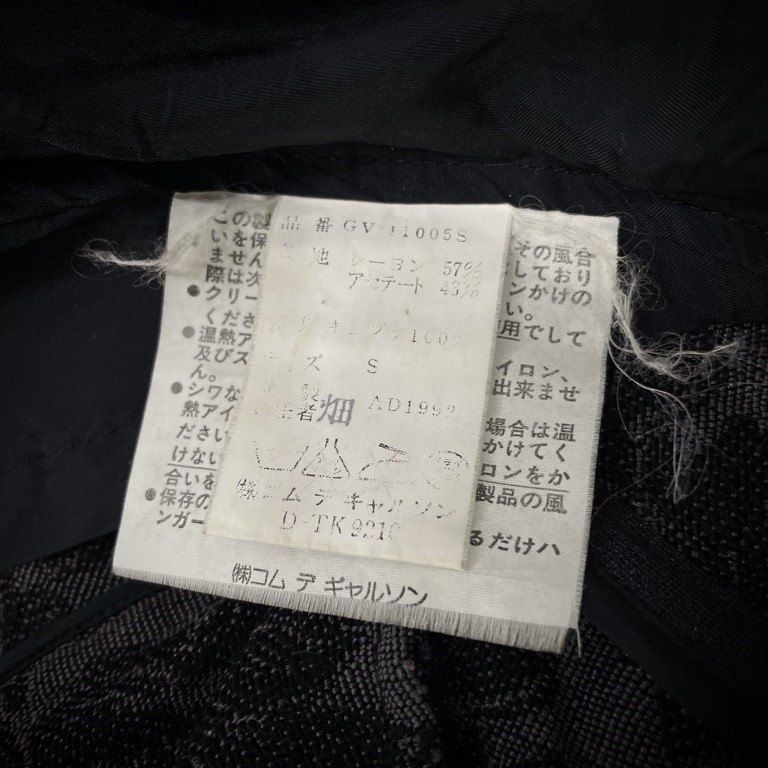 品番 GV-11005S
地 レーヨン 57%
アセテート 43%
ズ S
者 畑 AD1992
(株)コム デ ギャルソン
D-TK 9210
この製
いをせん
ま保
際は次
●クリー
くださ
●温熱ア
及びス
ん。
●シワな
熱アイ
ださい
けない
合いを
●保存の
ンガー
その風合
しており
ンかけの
い。
使用でして
イロン、
出来ませ
場合は温
かけてく
ロンをか
製品の風
るだけハ
(株)コム デ ギャルソン